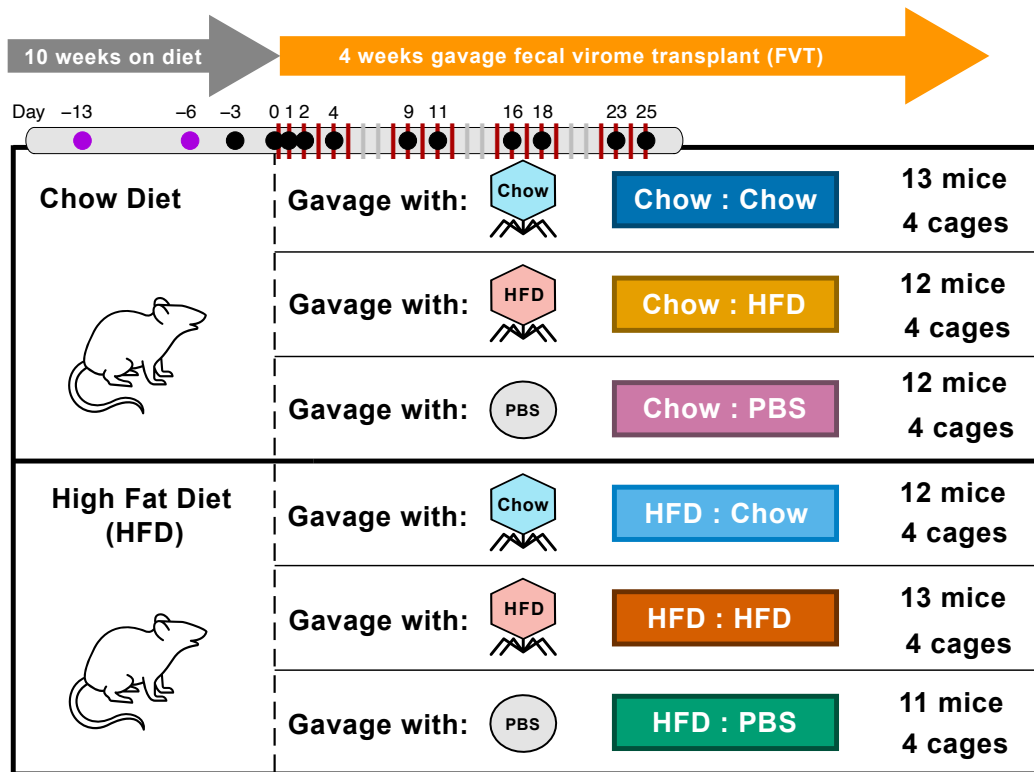 10 weeks on diet
4 weeks gavage fecal virome transplant (FVT)
Day −13 −6 −3 0 1 2 4 9 11 16 18 23 25
Chow Diet
Gavage with: Chow Chow : Chow 13 mice
4 cages
Gavage with: HFD Chow : HFD 12 mice
4 cages
Gavage with: PBS Chow : PBS 12 mice
4 cages
High Fat Diet
(HFD)
Gavage with: Chow HFD : Chow 12 mice
4 cages
Gavage with: HFD HFD : HFD 13 mice
4 cages
Gavage with: PBS HFD : PBS 11 mice
4 cages